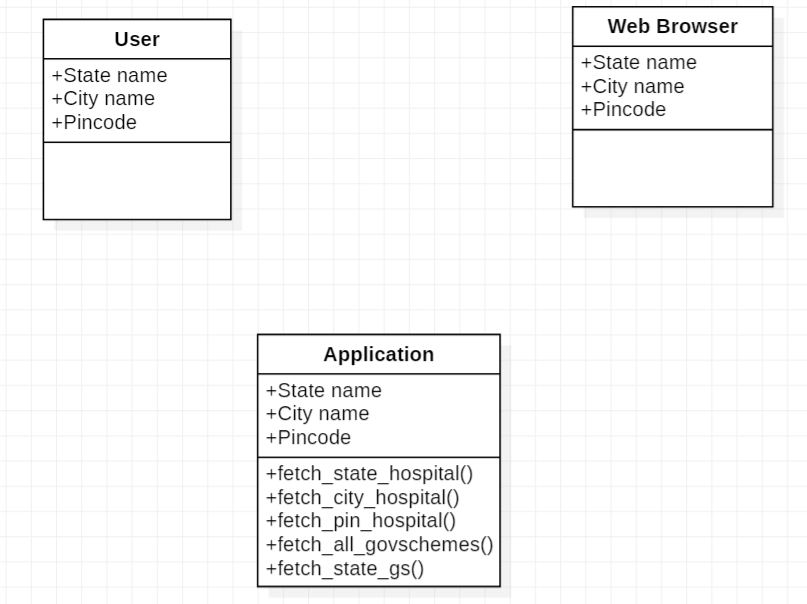 User
+State name
+City name
+Pincode
Web Browser
+State name
+City name
+Pincode
Application
+State name
+City name
+Pincode
+fetch_state_hospital()
+fetch_city_hospital()
+fetch_pin_hospital()
+fetch_all_govschemes()
+fetch_state_gs()